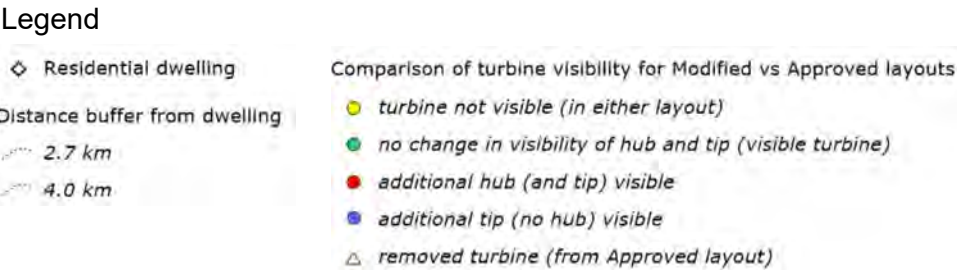 Legend
Residential dwelling
Distance buffer from dwelling
2.7 km
4.0 km
Comparison of turbine visibility for Modified vs Approved layouts
turbine not visible (in either layout)
no change in visibility of hub and tip (visible turbine)
additional hub (and tip) visible
additional tip (no hub) visible
removed turbine (from Approved layout)